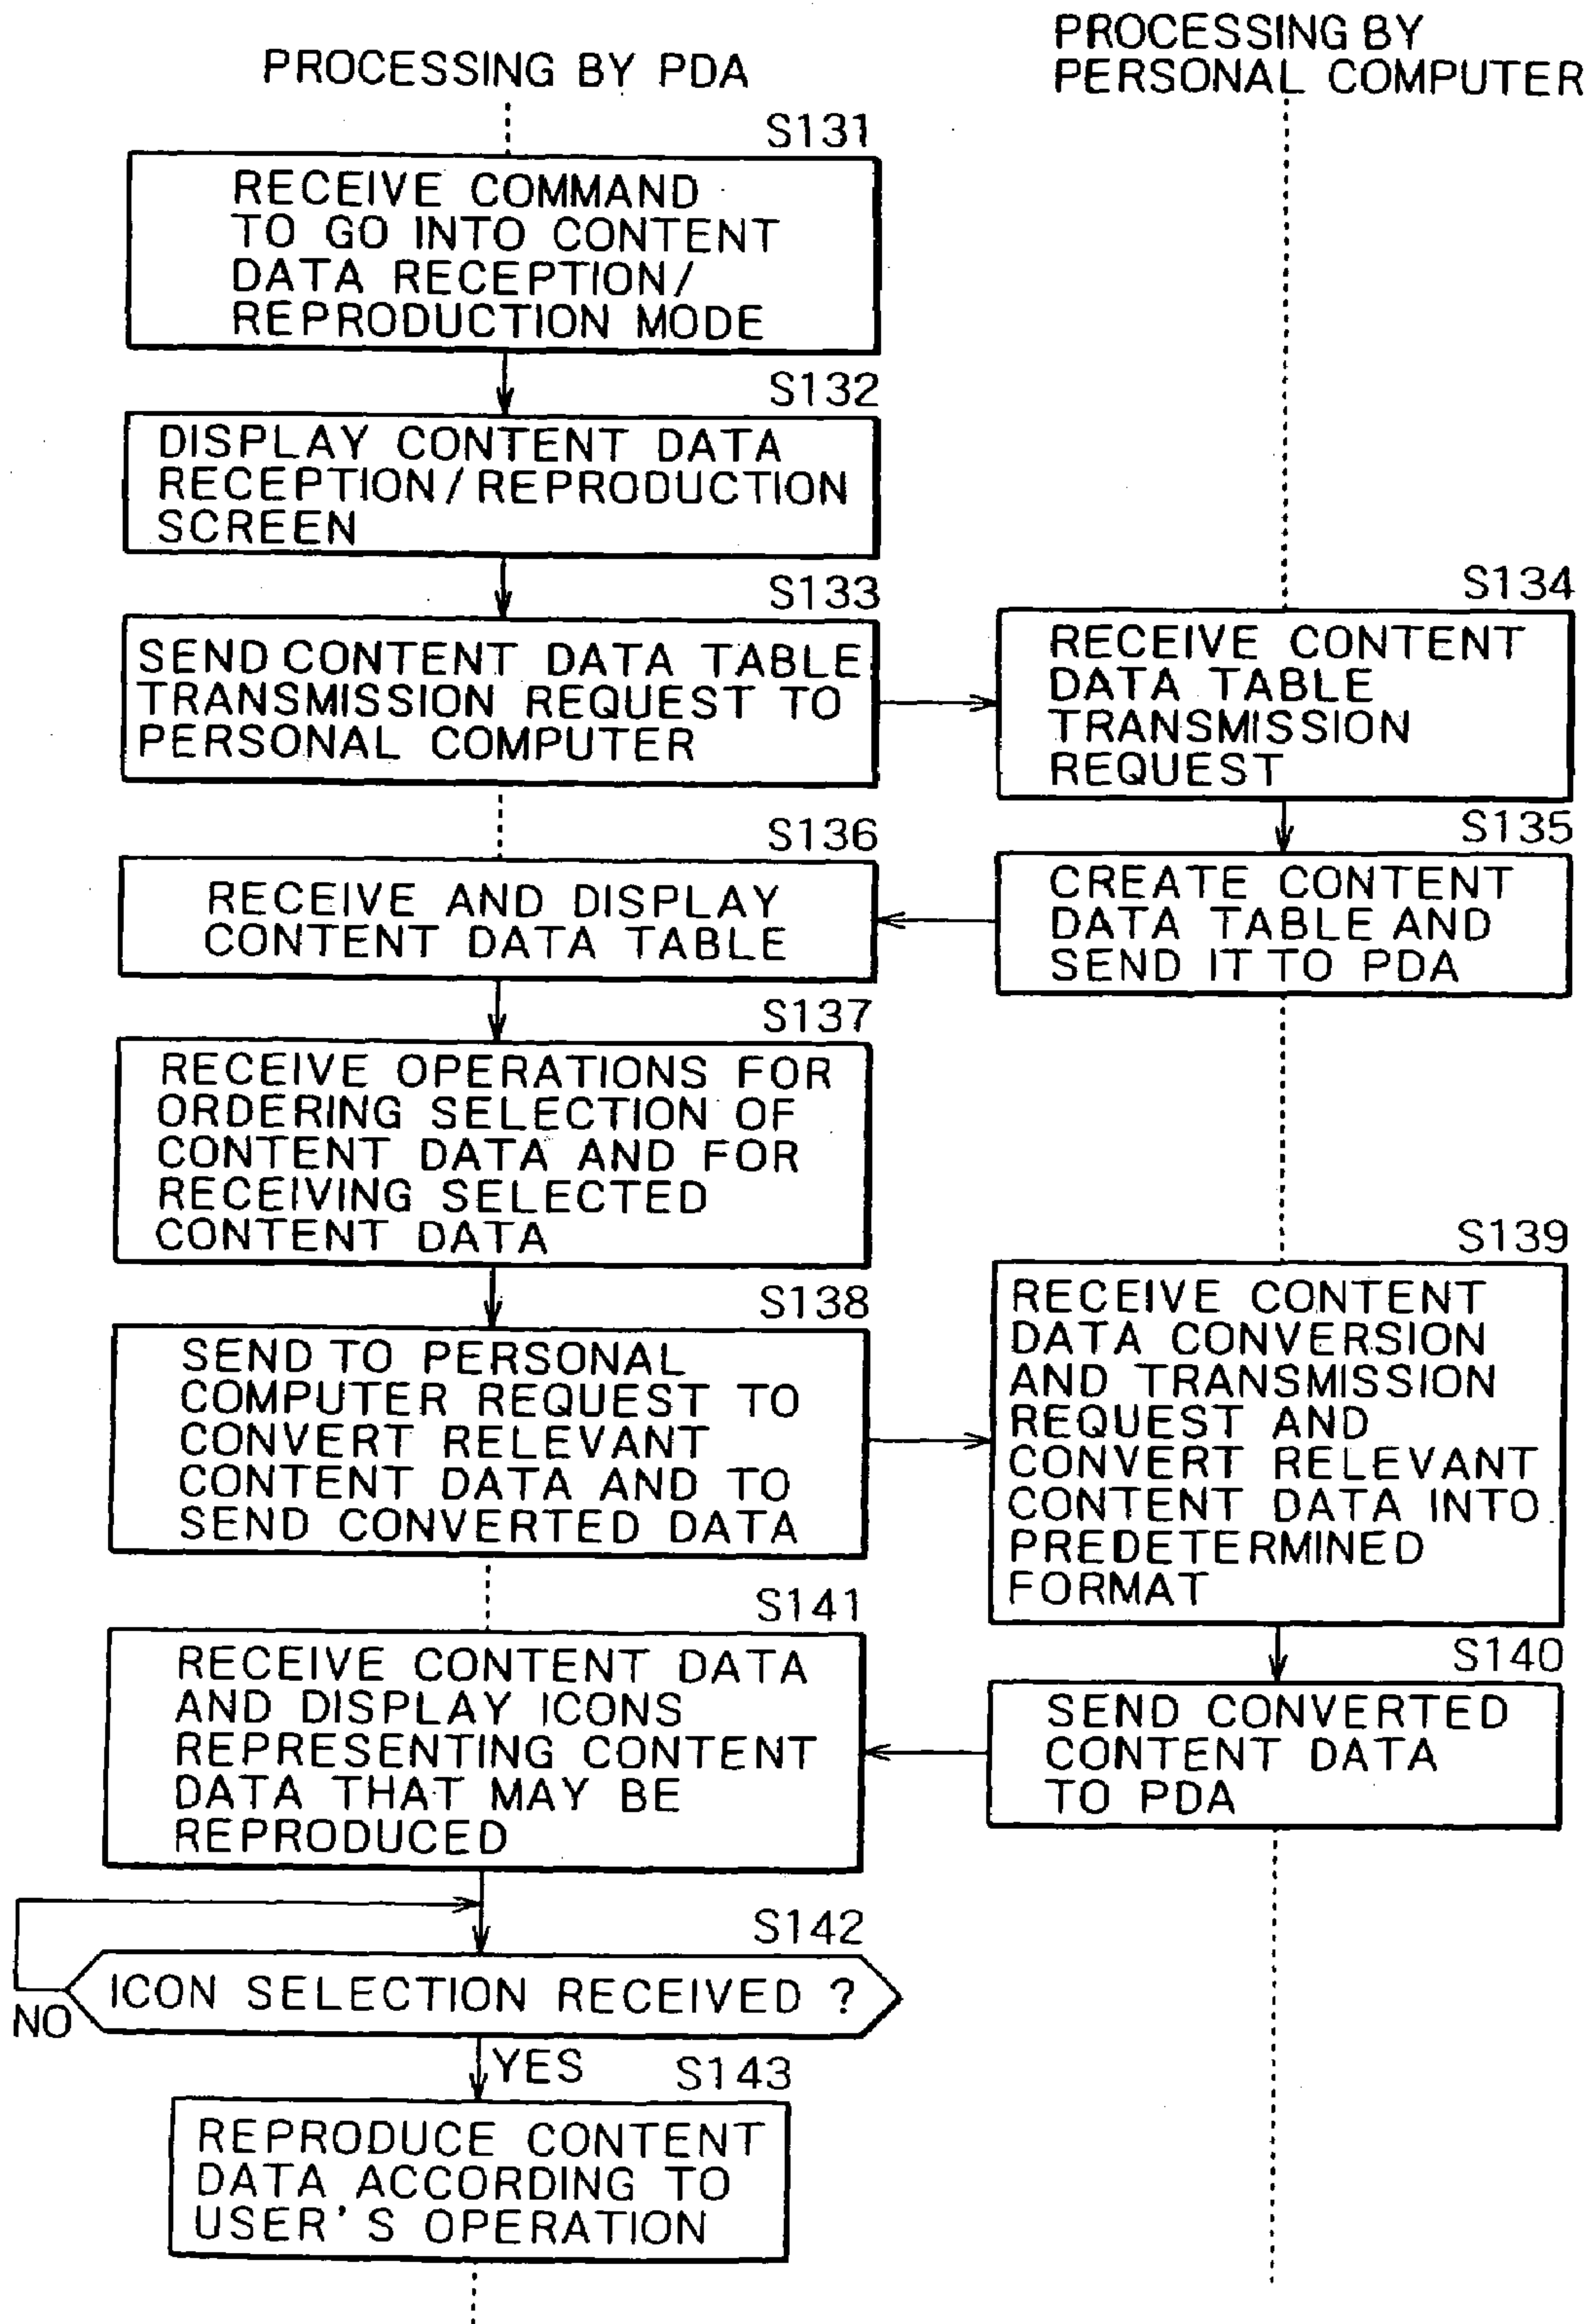 PROCESSING BY PDA
PROCESSING BY
PERSONAL COMPUTER
S131
RECEIVE COMMAND
TO GO INTO CONTENT
DATA RECEPTION/
REPRODUCTION MODE
S132
DISPLAY CONTENT DATA
RECEPTION/REPRODUCTION
SCREEN
S133
SEND CONTENT DATA TABLE
TRANSMISSION REQUEST TO
PERSONAL COMPUTER
S134
RECEIVE CONTENT
DATA TABLE
TRANSMISSION
REQUEST
S135
CREATE CONTENT
DATA TABLE AND
SEND IT TO PDA
S136
RECEIVE AND DISPLAY
CONTENT DATA TABLE
S137
RECEIVE OPERATIONS FOR
ORDERING SELECTION OF
CONTENT DATA AND FOR
RECEIVING SELECTED
CONTENT DATA
S138
SEND TO PERSONAL
COMPUTER REQUEST TO
CONVERT RELEVANT
CONTENT DATA AND TO
SEND CONVERTED DATA
S139
RECEIVE CONTENT
DATA CONVERSION
AND TRANSMISSION
REQUEST AND
CONVERT RELEVANT
CONTENT DATA INTO
PREDETERMINED
FORMAT
S140
SEND CONVERTED
CONTENT DATA
TO PDA
S141
RECEIVE CONTENT DATA
AND DISPLAY ICONS
REPRESENTING CONTENT
DATA THAT MAY BE
REPRODUCED
S142
ICON SELECTION RECEIVED ?
NO
YES
S143
REPRODUCE CONTENT
DATA ACCORDING TO
USER'S OPERATION